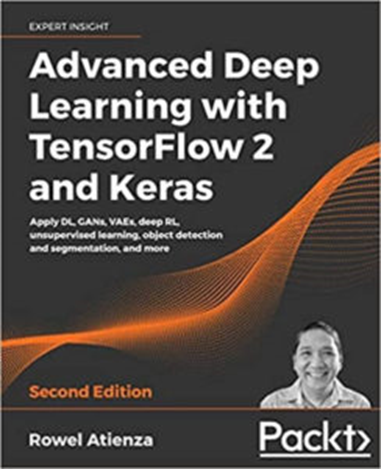 EXPERT INSIGHT
Advanced Deep
Learning with
TensorFlow 2
and Keras
Apply DL, GANs, VAEs, deep RL,
unsupervised learning, object detection
and segmentation, and more
Second Edition
Rowel Atienza
Packt>